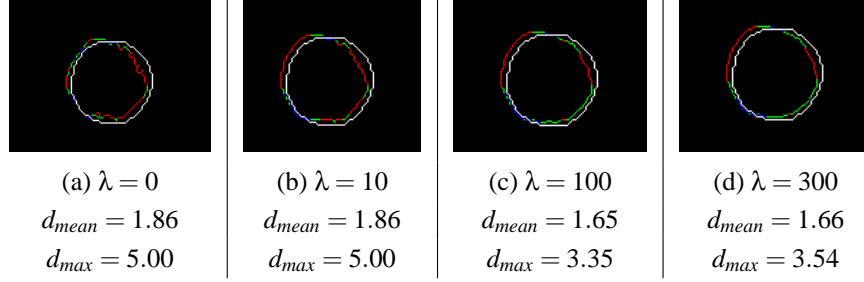 (a) λ = 0
d_mean = 1.86
d_max = 5.00
(b) λ = 10
d_mean = 1.86
d_max = 5.00
(c) λ = 100
d_mean = 1.65
d_max = 3.35
(d) λ = 300
d_mean = 1.66
d_max = 3.54